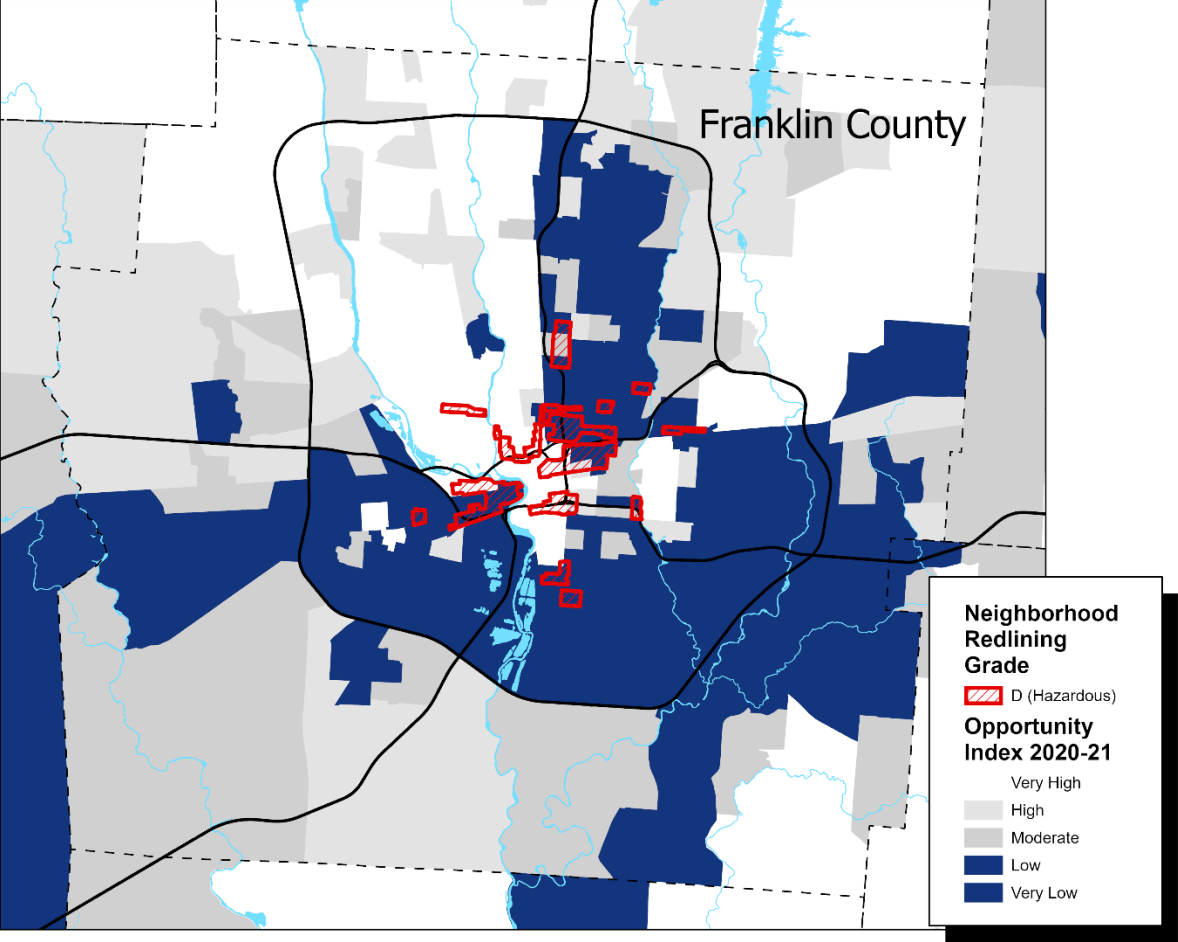 Franklin County
Neighborhood
Redlining
Grade
D (Hazardous)
Opportunity
Index 2020-21
Very High
High
Moderate
Low
Very Low